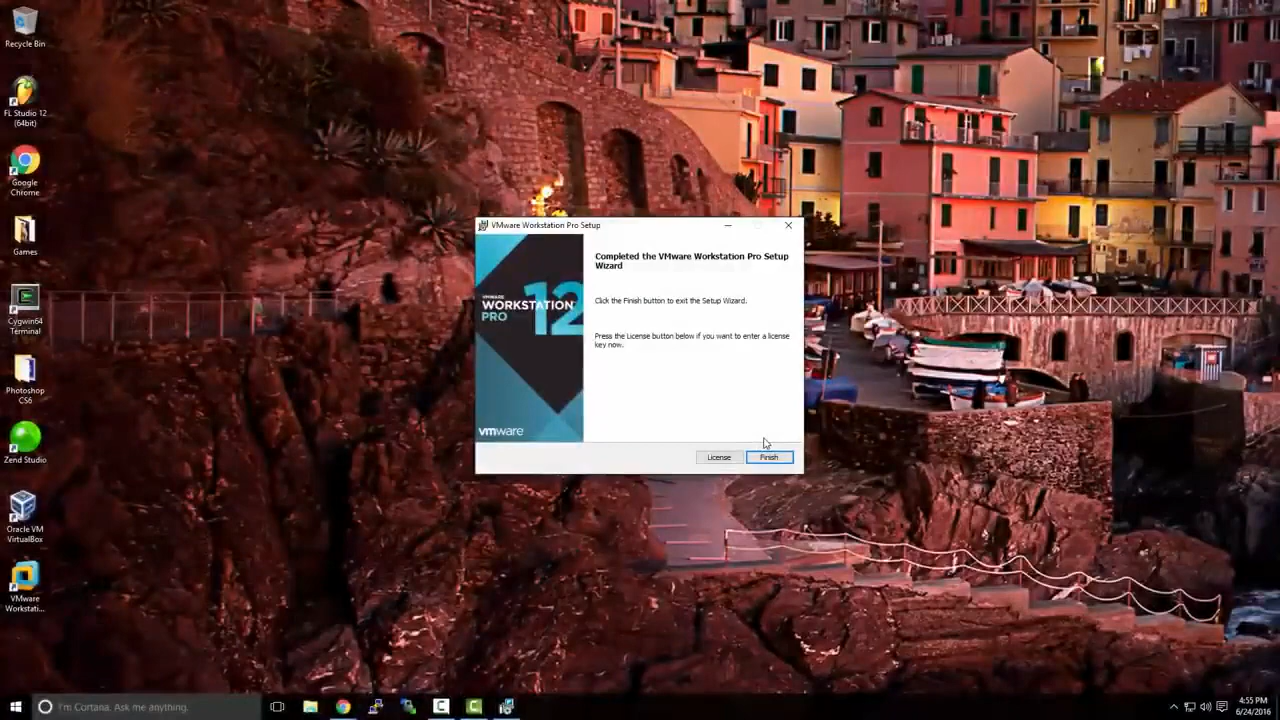 Recycle Bin
FL Studio 12
(64bit)
Google
Chrome
Games
Cygwin64
Terminal
Photoshop
CS6
Zend Studio
Oracle VM
VirtualBox
VMware
Workstati...
VMware Workstation Pro Setup
VMWARE
WORKSTATION
PRO
12
vmware
Completed the VMware Workstation Pro Setup
Wizard
Click the Finish button to exit the Setup Wizard.
Press the License button below if you want to enter a license
key now.
License
Finish
I'm Cortana. Ask me anything.
4:55 PM
6/24/2016